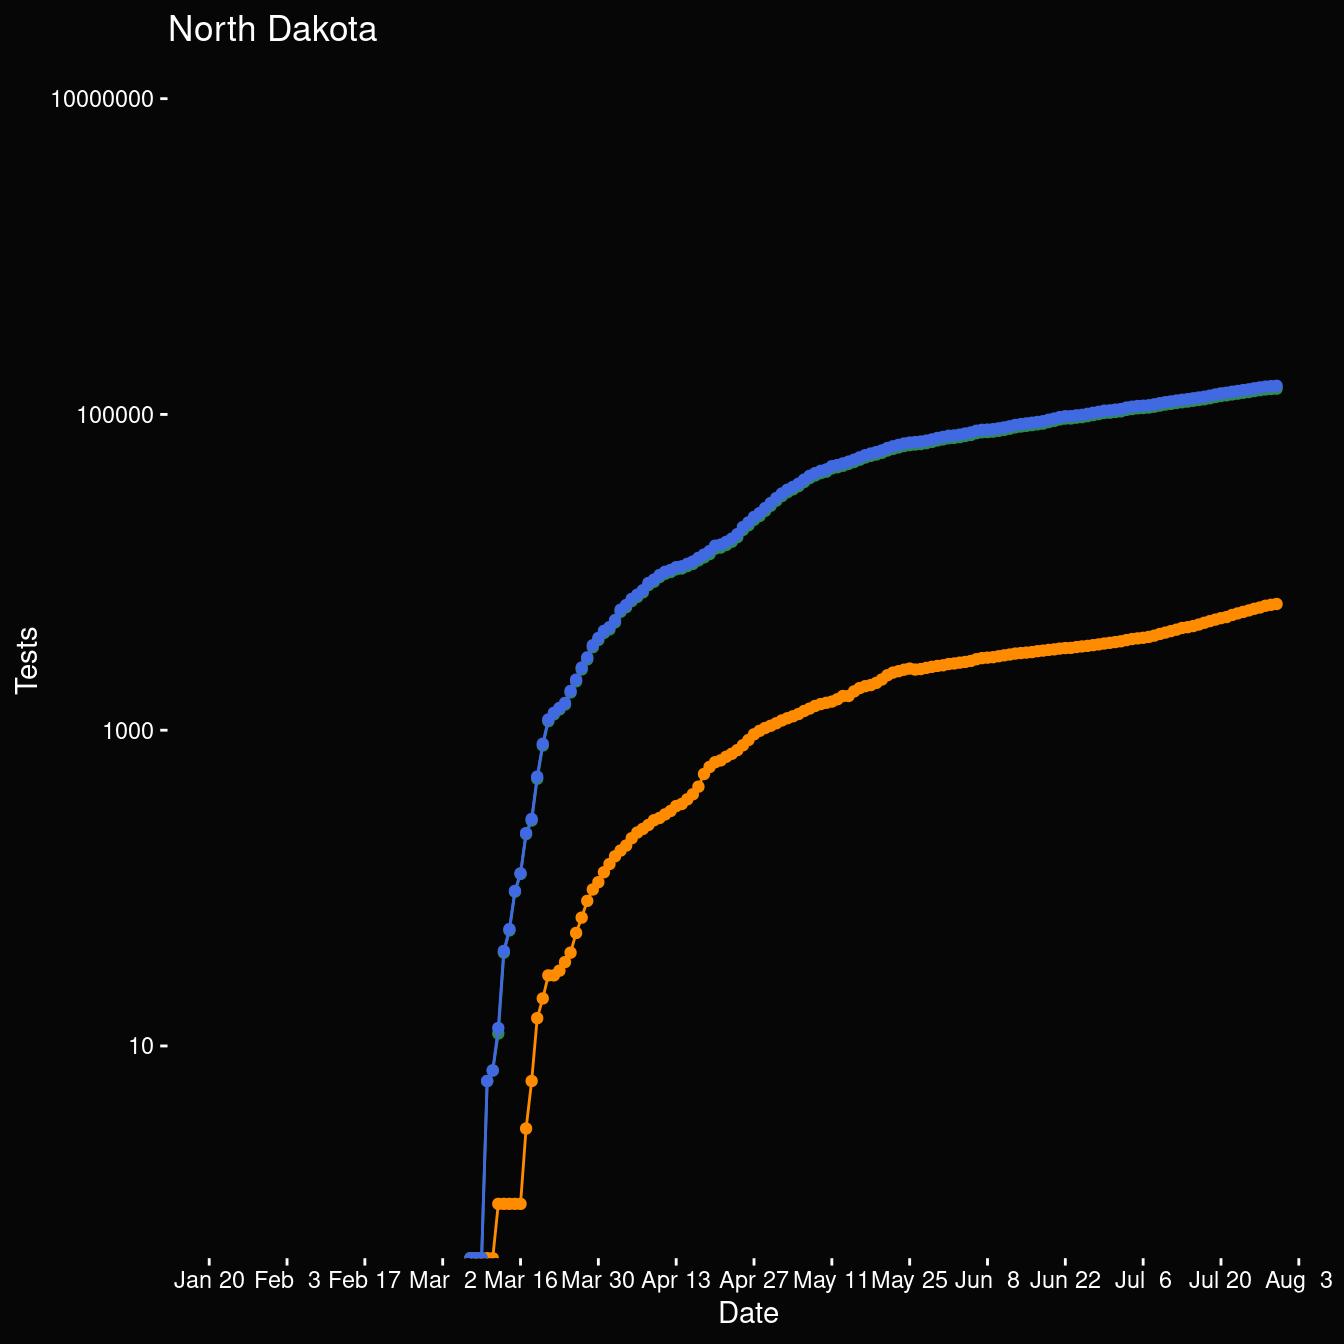 North Dakota
10000000
100000
1000
10
Tests
Jan 20 Feb 3 Feb 17 Mar 2 Mar 16 Mar 30 Apr 13 Apr 27 May 11 May 25 Jun 8 Jun 22 Jul 6 Jul 20 Aug 3
Date